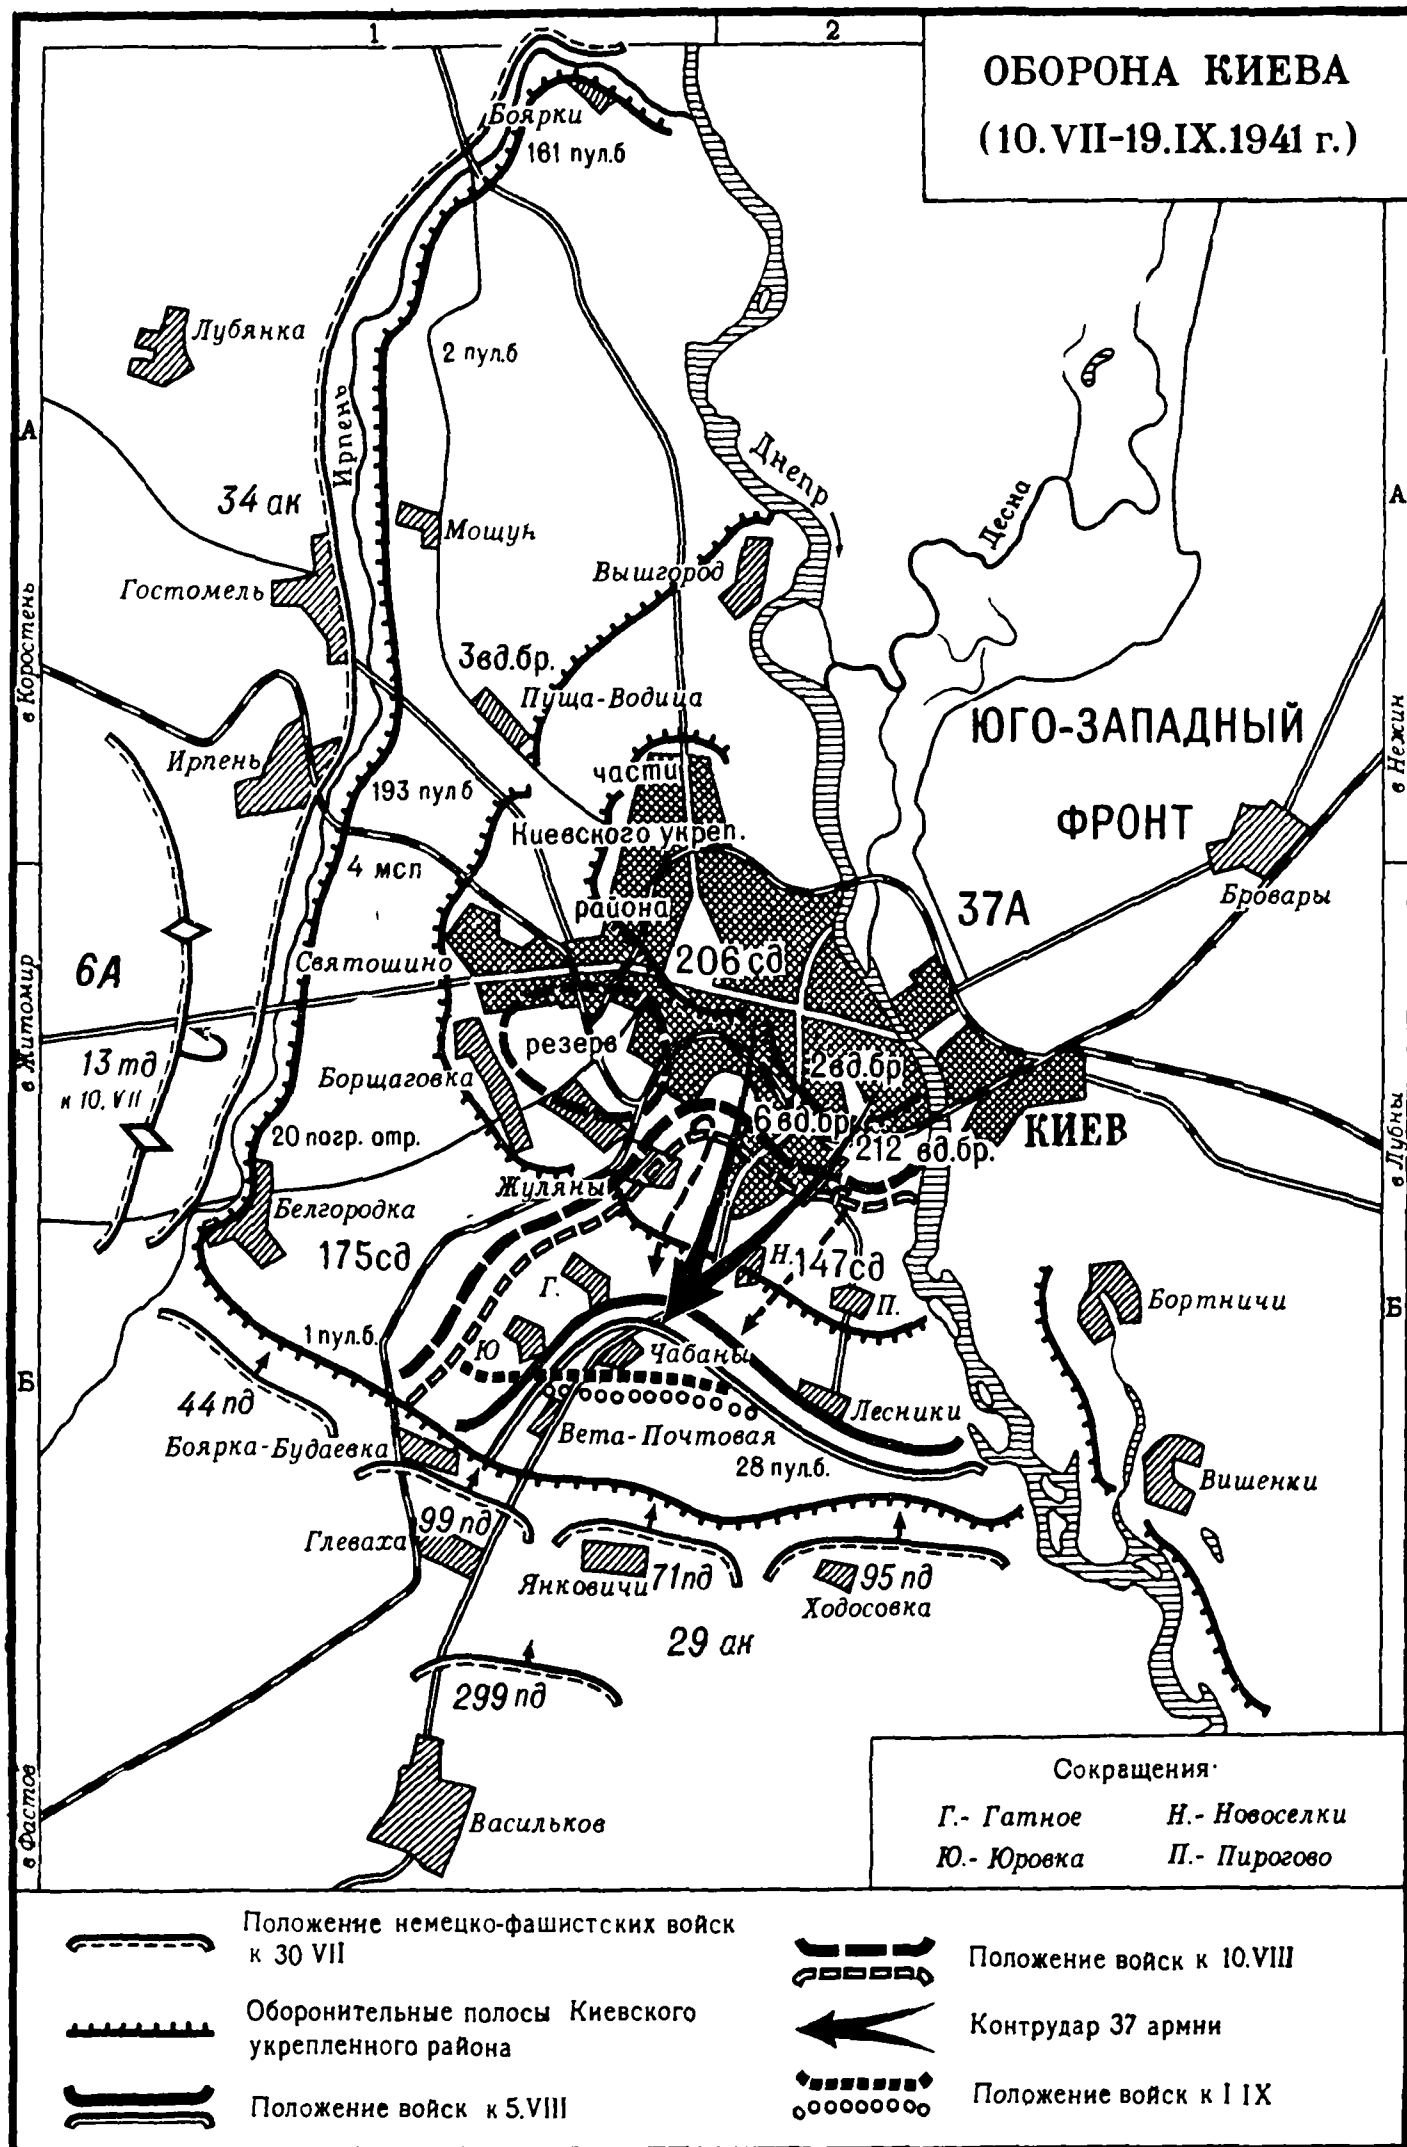 1
2
ОБОРОНА КИЕВА
(10.VII-19.IX.1941 г.)
Боярки
161 пул.б
Лубянка
2 пул.б
Ирпень
А
А
Днепр
Десна
34 ак
Мощун
Гостомель
Вышгород
в Коростень
3вд.бр.
Пуща-Водица
ЮГО-ЗАПАДНЫЙ
ФРОНТ
в Нежин
Ирпень
193 пул б
части
Киевского укреп.
района
4 мсп
Бровары
37А
6А
Святошино
206 сд
в Житомир
13 тд
к 10. VII
резерв
Борщаговка
2вд.бр.
6 вд.бр.
212 вд.бр.
КИЕВ
в Лубны
20 погр. отр.
Жуляны
Белгородка
175сд
Н.
147сд
Г.
П.
Бортничи
Б
Б
1 пул.б.
Ю
Чабаны
44 пд
Лесники
Боярка-Будаевка
Вета-Почтовая
28 пул.б.
Вишенки
99 пд
Глеваха
Янковичи
71пд
95 пд
Ходосовка
29 ак
299 пд
в Фастов
Васильков
Сокращения·
Г.- Гатное
Н.- Новоселки
Ю.- Юровка
П.- Пирогово
Положение немецко-фашистских войск
к 30 VII
Положение войск к 10.VIII
Оборонительные полосы Киевского
укрепленного района
Контрудар 37 армии
Положение войск к 5.VIII
Положение войск к I IX